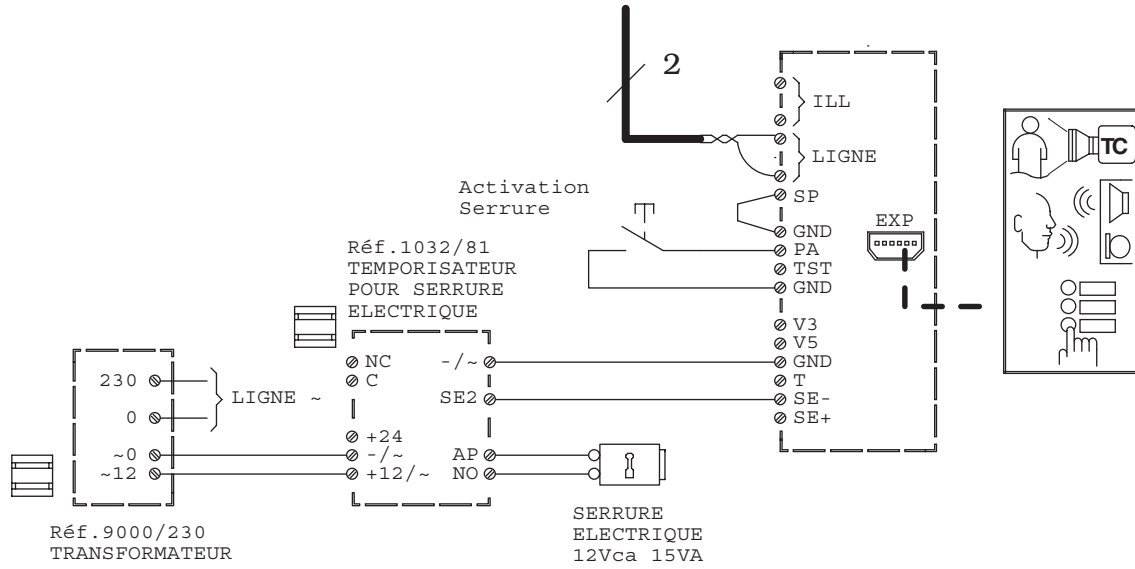 2
ILL
LIGNE
SP
GND
PA
TST
GND
V3
V5
GND
T
SE-
SE+
EXP
TC
Activation
Serrure
Réf.1032/81
TEMPORISATEUR
POUR SERRURE
ELECTRIQUE
NC
C
+24
-/~
+12/~
-/~
SE2
AP
NO
230
0
~0
~12
LIGNE ~
Réf.9000/230
TRANSFORMATEUR
SERRURE
ELECTRIQUE
12Vca 15VA